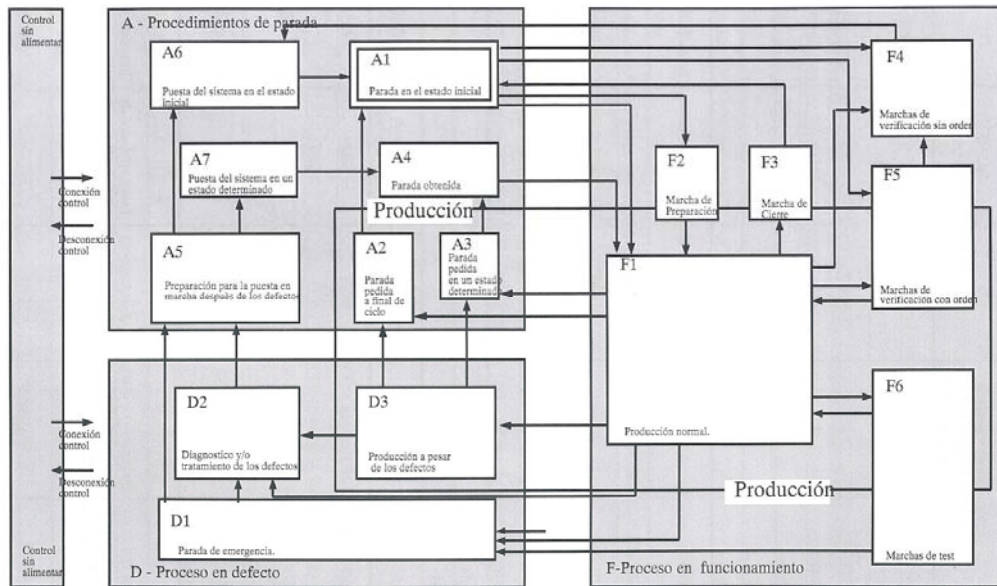 Control
sin
alimentar
A - Procedimientos de parada
A6
Puesta del sistema en el estado
inicial
A1
Parada en el estado inicial
F4
Marchas de
verificación sin orden
A7
Puesta del sistema en un
estado determinado
A4
Parada obtenida
F2
Marcha de
Preparación
F3
Marcha de
Cierre
F5
Marchas de
verificación con orden
Conexión
control
Desconexión
control
Producción
A5
Preparación para la puesta en
marcha después de los defectos
A2
Parada
pedida
a final de
ciclo
A3
Parada
pedida
en un estado
determinado
F1
Producción normal.
D2
Diagnostico y/o
tratamiento de los defectos
D3
Producción a pesar
de los defectos
F6
Marchas de test
Conexión
control
Desconexión
control
Producción
D1
Parada de emergencia.
Control
sin
alimentar
D - Proceso en defecto
F-Proceso en funcionamiento